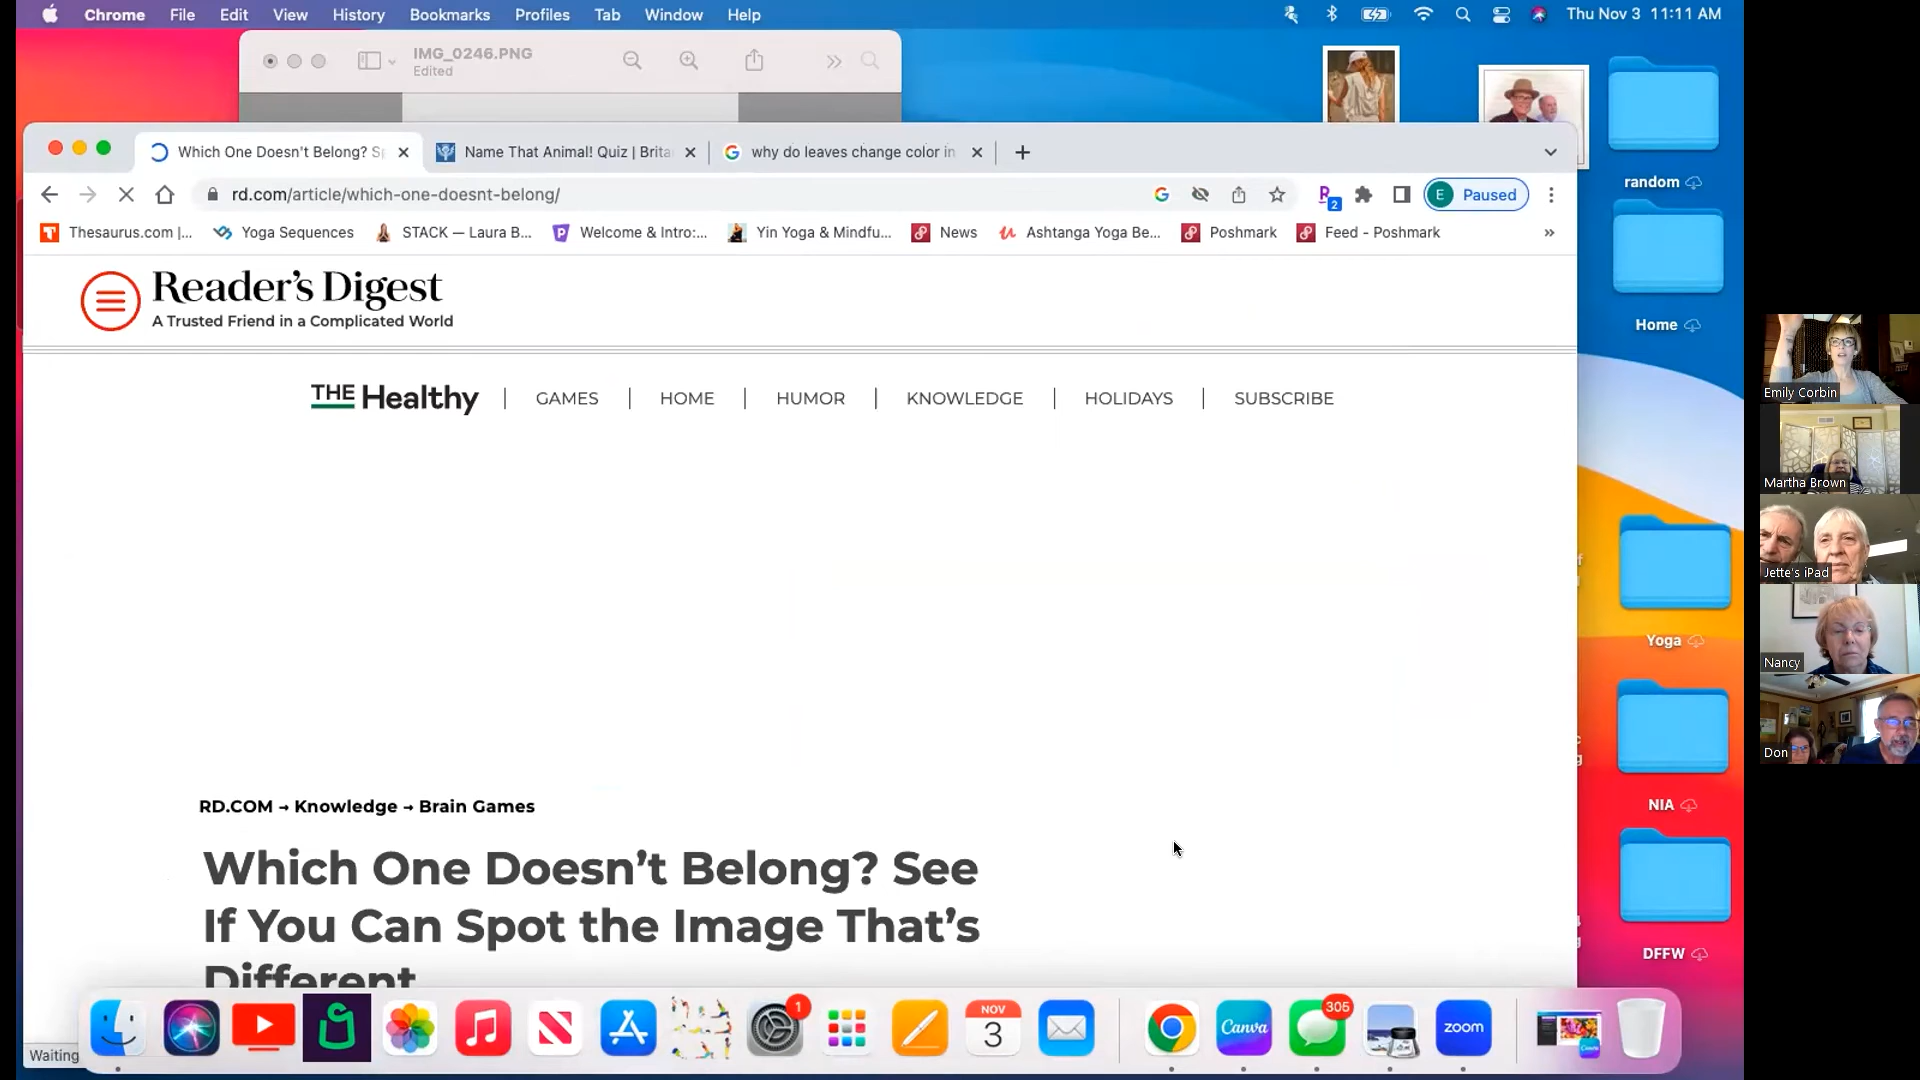 Chrome File Edit View History Bookmarks Profiles Tab Window Help Thu Nov 3 11:11 AM
IMG_0246.PNG
Edited
Which One Doesn't Belong? Sp
Name That Animal! Quiz | Brita
why do leaves change color in
rd.com/article/which-one-doesnt-belong/
2
E Paused
Thesaurus.com |... Yoga Sequences STACK — Laura B... Welcome & Intro:... Yin Yoga & Mindfu... News Ashtanga Yoga Be... Poshmark Feed - Poshmark »
Reader's Digest
A Trusted Friend in a Complicated World
THE Healthy | GAMES | HOME | HUMOR | KNOWLEDGE | HOLIDAYS | SUBSCRIBE
RD.COM → Knowledge → Brain Games
Which One Doesn't Belong? See
If You Can Spot the Image That's
Different
Waiting
1
NOV
3
Canva
305
zoom
random
Home
Yoga
NIA
DFFW
Emily Corbin
Martha Brown
Jette's iPad
Nancy
Don